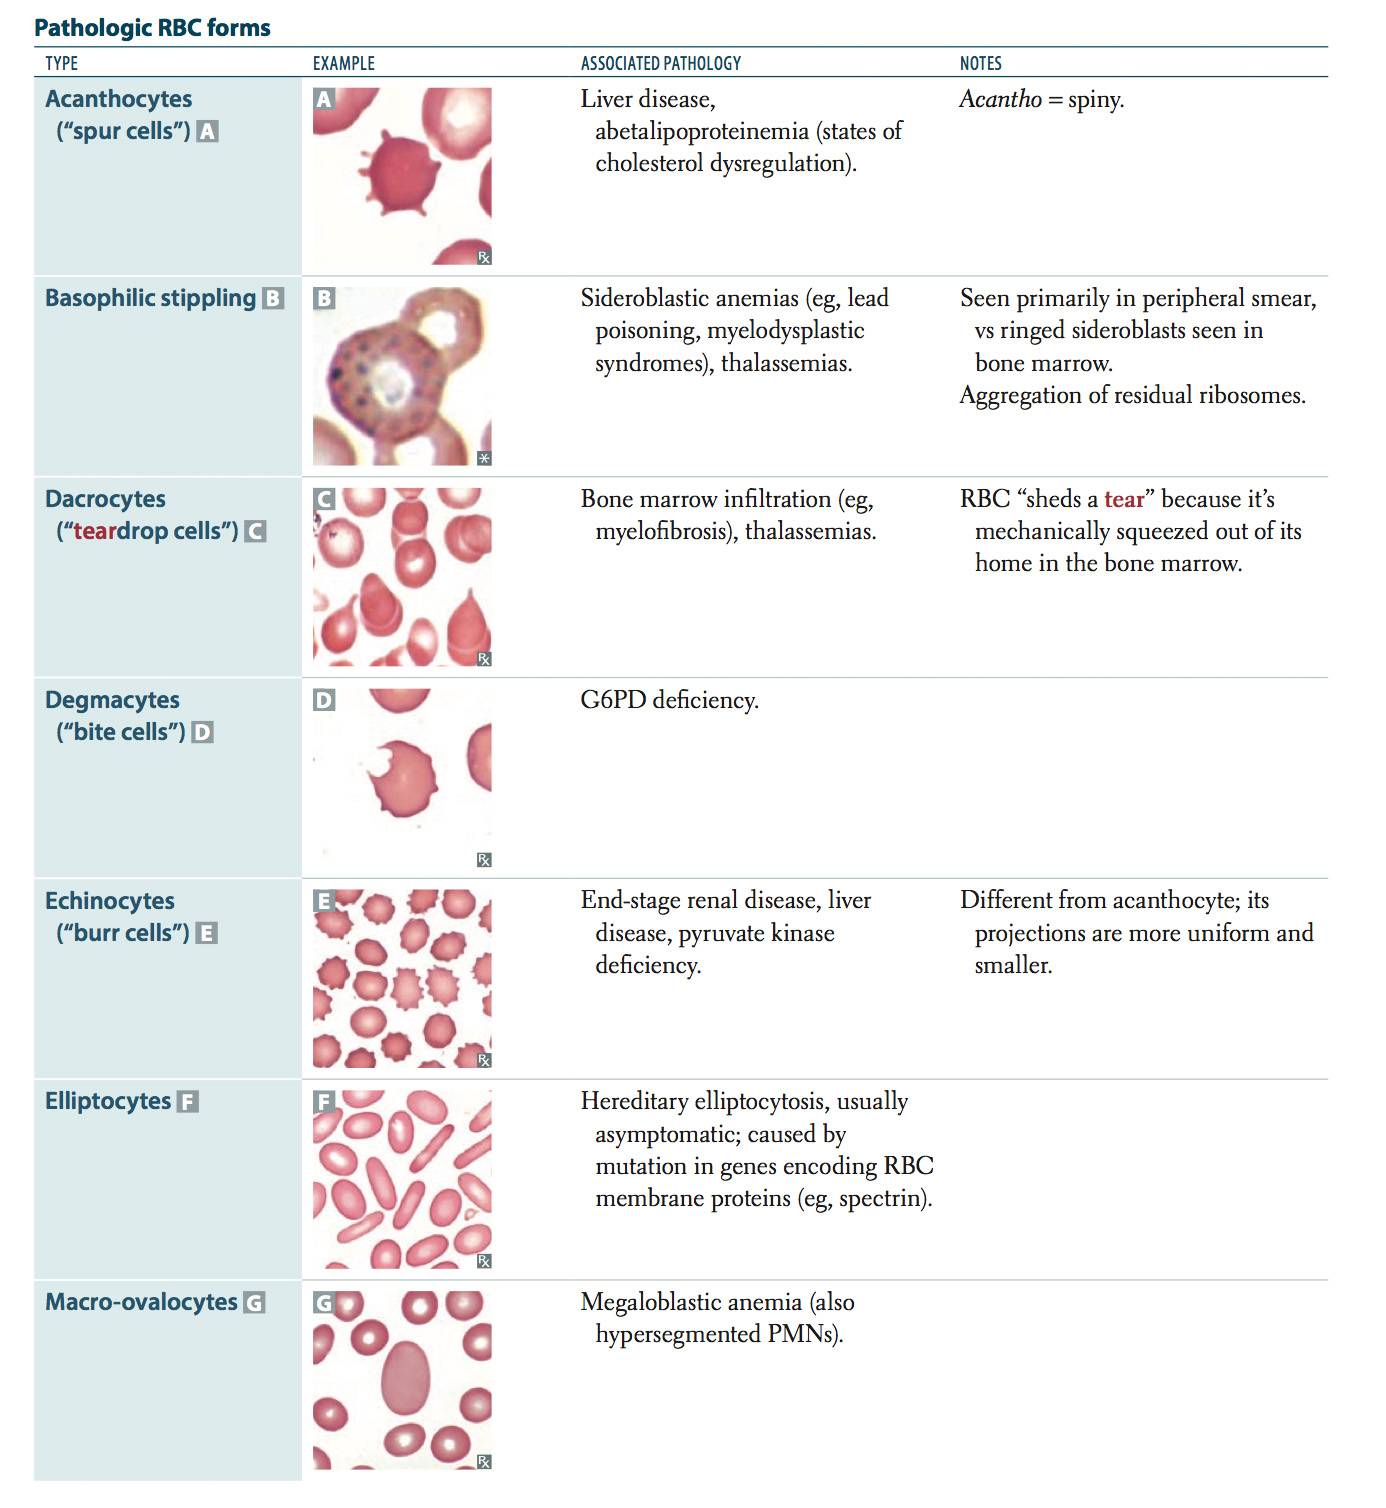 Pathologic RBC forms
TYPE EXAMPLE ASSOCIATED PATHOLOGY NOTES
Acanthocytes
(“spur cells”) A
A
Liver disease,
abetalipoproteinemia (states of
cholesterol dysregulation).
Acantho = spiny.
Rx
Basophilic stippling B
B
Sideroblastic anemias (eg, lead
poisoning, myelodysplastic
syndromes), thalassemias.
Seen primarily in peripheral smear,
vs ringed sideroblasts seen in
bone marrow.
Aggregation of residual ribosomes.
*
Dacrocytes
(“teardrop cells”) C
C
Bone marrow infiltration (eg,
myelofibrosis), thalassemias.
RBC “sheds a tear” because it’s
mechanically squeezed out of its
home in the bone marrow.
Rx
Degmacytes
(“bite cells”) D
D
G6PD deficiency.
Rx
Echinocytes
(“burr cells”) E
E
End-stage renal disease, liver
disease, pyruvate kinase
deficiency.
Different from acanthocyte; its
projections are more uniform and
smaller.
Rx
Elliptocytes F
F
Hereditary elliptocytosis, usually
asymptomatic; caused by
mutation in genes encoding RBC
membrane proteins (eg, spectrin).
Rx
Macro-ovalocytes G
G
Megaloblastic anemia (also
hypersegmented PMNs).
Rx